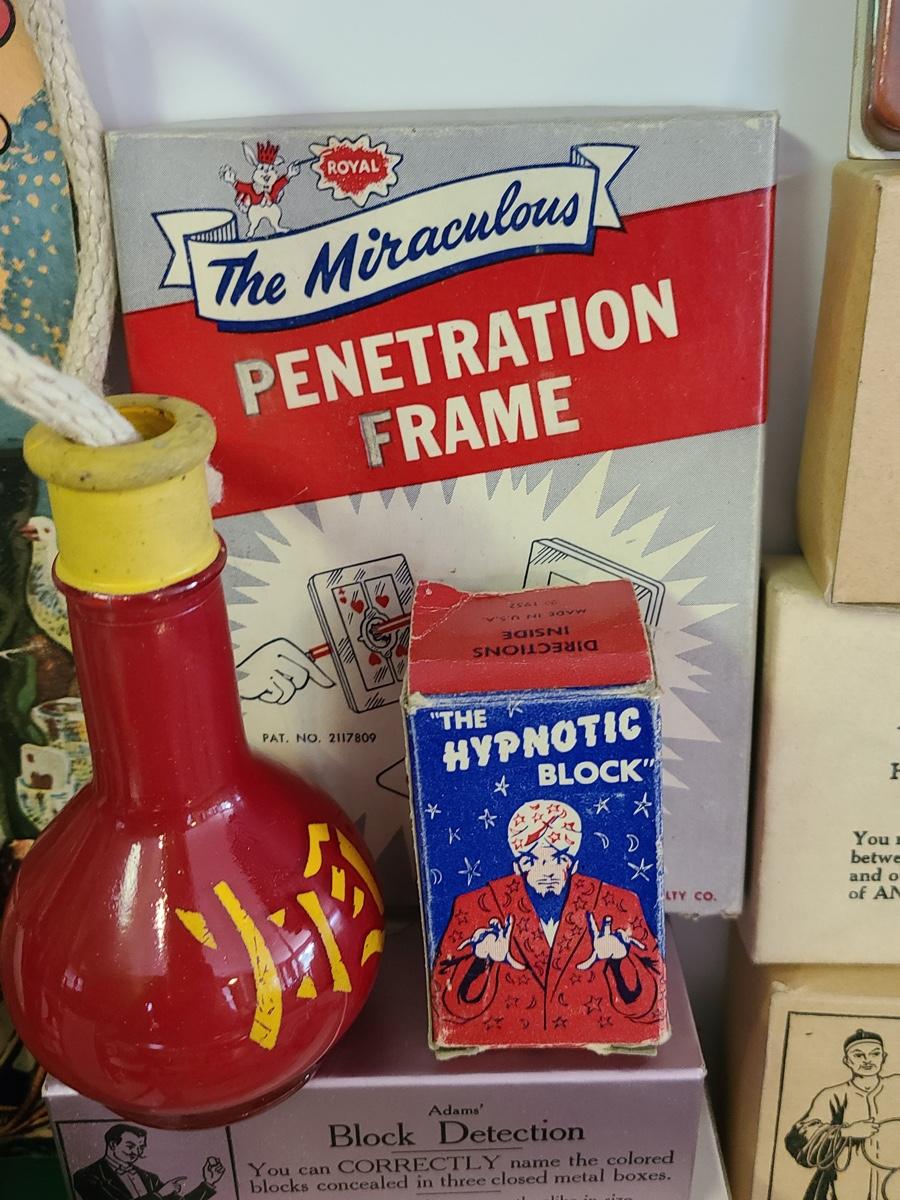 ROYAL
The Miraculous
PENETRATION
FRAME
PAT. NO. 2117809
LTY CO.
© 1952
MADE IN U.S.A.
DIRECTIONS
INSIDE
"THE
HYPNOTIC
BLOCK"
Adams'
Block Detection
You can CORRECTLY name the colored
blocks concealed in three closed metal boxes.
You
betwe
and o
of AN